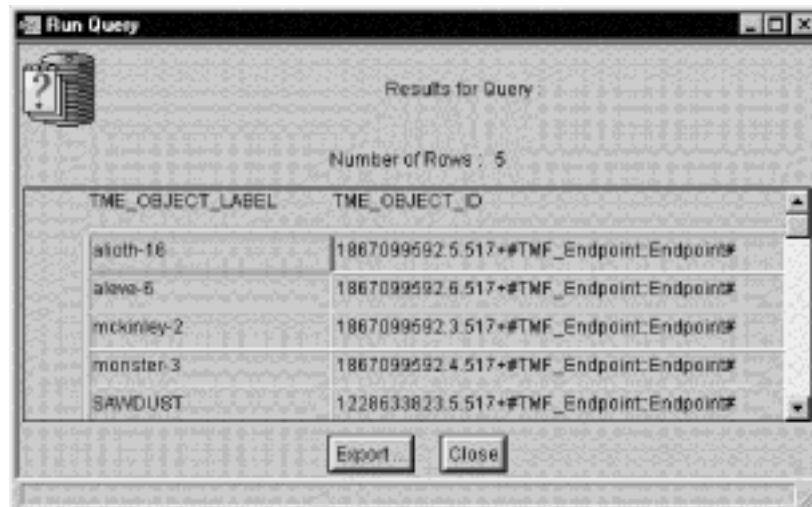 Run Query
Results for Query :
Number of Rows : 5
TME_OBJECT_LABEL TME_OBJECT_ID
alioth-16 1867099592.5.517+#TMF_Endpoint::Endpoint#
aleve-6 1867099592.6.517+#TMF_Endpoint::Endpoint#
mckinley-2 1867099592.3.517+#TMF_Endpoint::Endpoint#
monster-3 1867099592.4.517+#TMF_Endpoint::Endpoint#
SAWDUST 1228633823.5.517+#TMF_Endpoint::Endpoint#
Export... Close